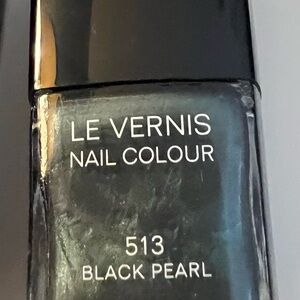 LE VERNIS
NAIL COLOUR
513
BLACK PEARL